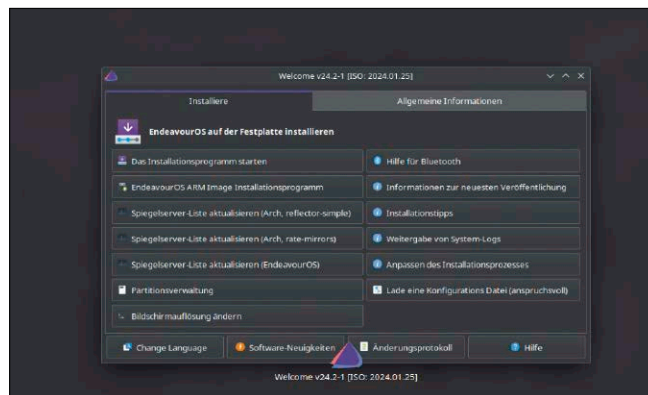 Welcome v24.2-1 [ISO: 2024.01.25]
Installiere
Allgemeine Informationen
EndeavourOS auf der Festplatte installieren
Das Installationsprogramm starten
Hilfe für Bluetooth
EndeavourOS ARM Image Installationsprogramm
Informationen zur neuesten Veröffentlichung
Spiegelserver-Liste aktualisieren (Arch, reflector-simple)
Installationstipps
Spiegelserver-Liste aktualisieren (Arch, rate-mirrors)
Weitergabe von System-Logs
Spiegelserver-Liste aktualisieren (EndeavourOS)
Anpassen des Installationsprozesses
Partitionsverwaltung
Lade eine Konfigurations Datei (anspruchsvoll)
Bildschirmauflösung ändern
Change Language
Software-Neuigkeiten
Änderungsprotokoll
Hilfe
Welcome v24.2-1 [ISO: 2024.01.25]